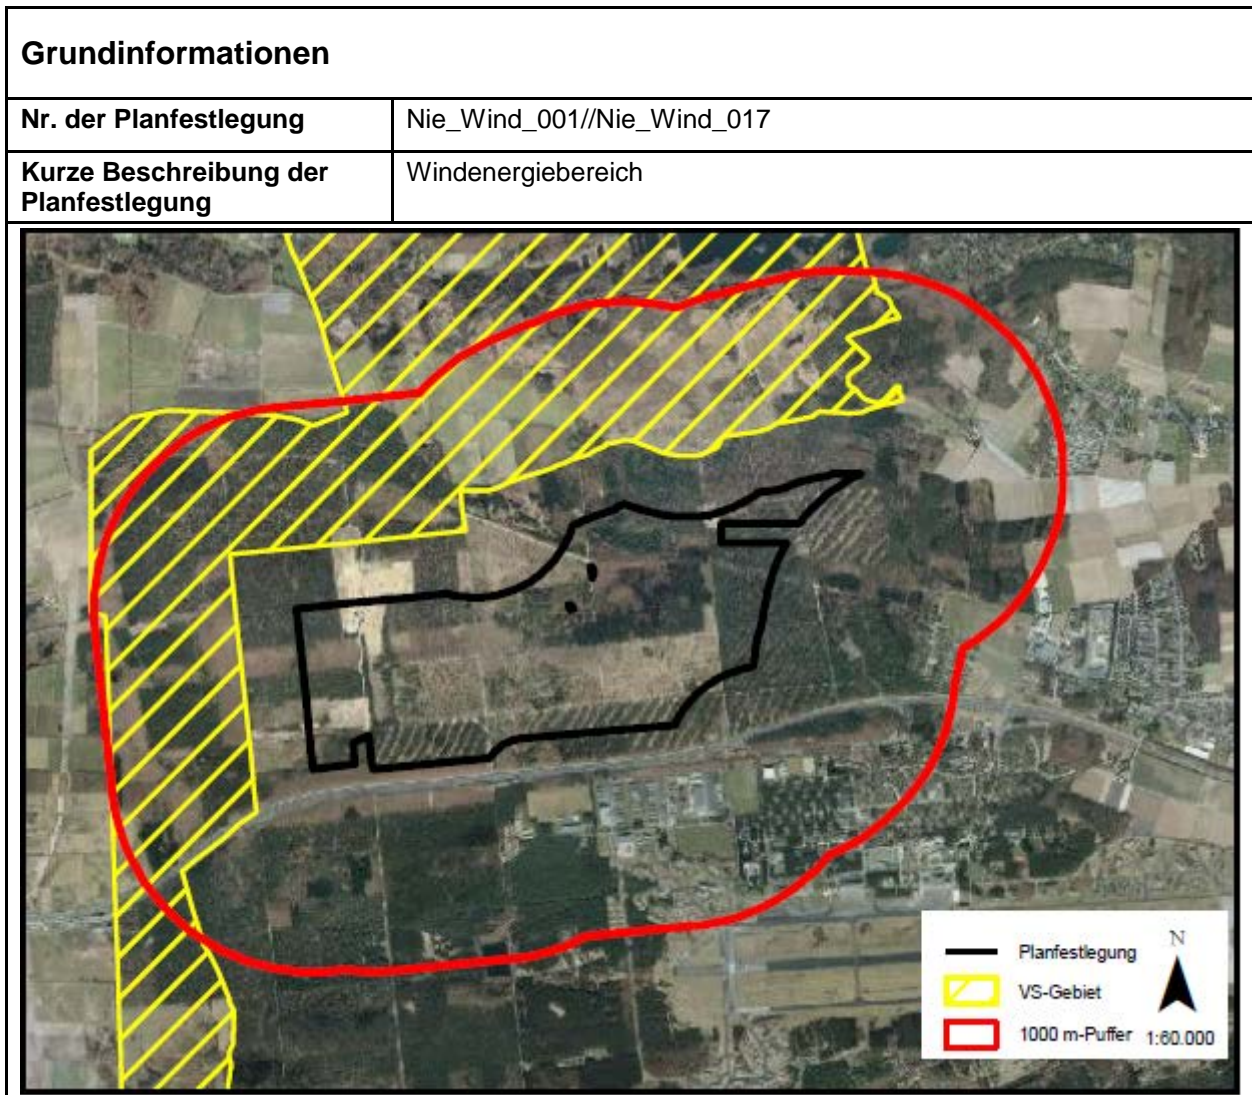 Grundinformationen
Nr. der Planfestlegung
Nie_Wind_001//Nie_Wind_017
Kurze Beschreibung der
Planfestlegung
Windenergiebereich
Planfestlegung
VS-Gebiet
1000 m-Puffer
N
1:60.000